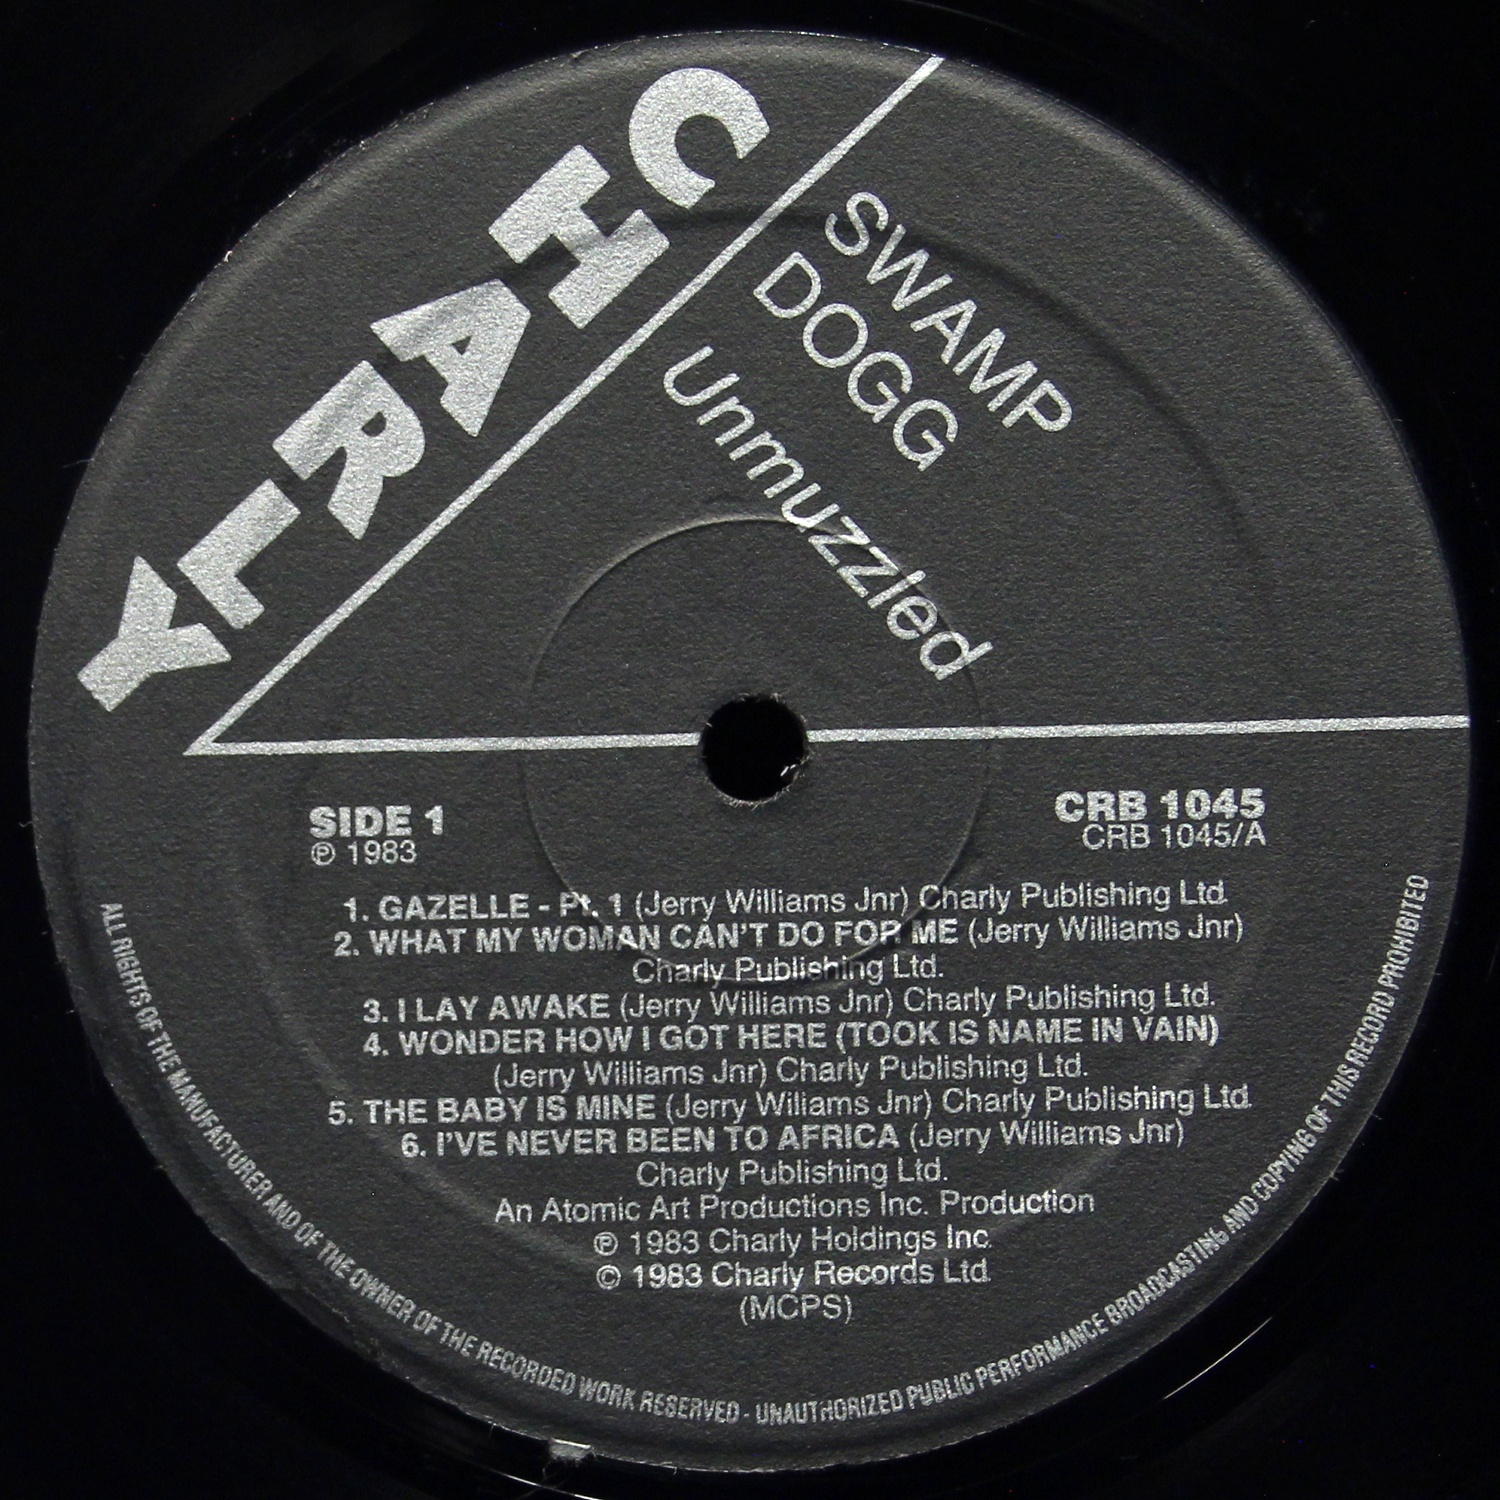 CHARLY
SWAMP
DOGG
Unmuzzled
SIDE 1
℗ 1983
CRB 1045
CRB 1045/A
1. GAZELLE - Pt. 1 (Jerry Williams Jnr) Charly Publishing Ltd.
2. WHAT MY WOMAN CAN'T DO FOR ME (Jerry Williams Jnr)
Charly Publishing Ltd.
3. I LAY AWAKE (Jerry Williams Jnr) Charly Publishing Ltd.
4. WONDER HOW I GOT HERE (TOOK IS NAME IN VAIN)
(Jerry Williams Jnr) Charly Publishing Ltd.
5. THE BABY IS MINE (Jerry Williams Jnr) Charly Publishing Ltd.
6. I'VE NEVER BEEN TO AFRICA (Jerry Williams Jnr)
Charly Publishing Ltd.
An Atomic Art Productions Inc. Production
℗ 1983 Charly Holdings Inc.
© 1983 Charly Records Ltd.
(MCPS)
ALL RIGHTS OF THE MANUFACTURER AND OF THE OWNER OF THE RECORDED WORK RESERVED - UNAUTHORIZED PUBLIC PERFORMANCE BROADCASTING AND COPYING OF THIS RECORD PROHIBITED